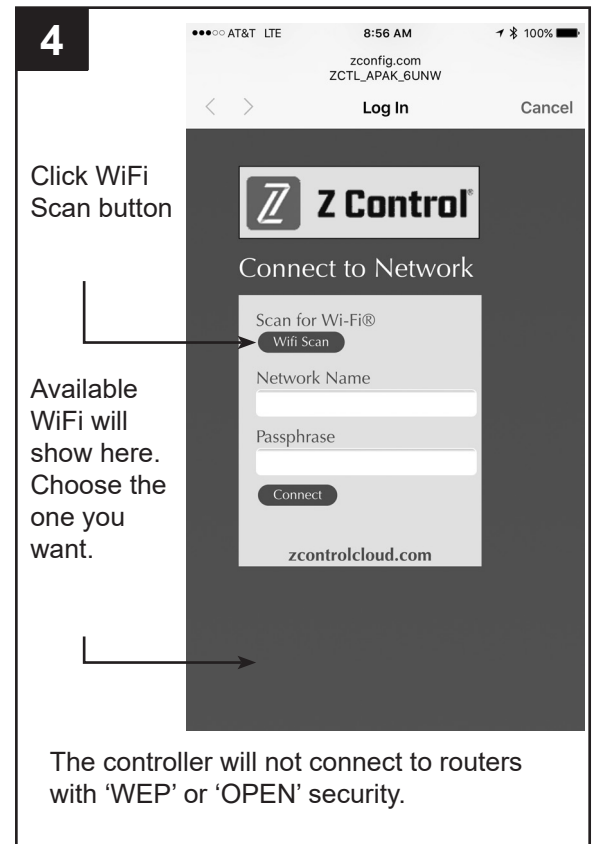 4
AT&T LTE 8:56 AM 100%
zconfig.com
ZCTL_APAK_6UNW
< > Log In Cancel
Click WiFi
Scan button
Z Control®
Connect to Network
Scan for Wi-Fi®
Wifi Scan
Network Name
Available
WiFi will
show here.
Choose the
one you
want.
Passphrase
Connect
zcontrolcloud.com
The controller will not connect to routers
with ‘WEP’ or ‘OPEN’ security.